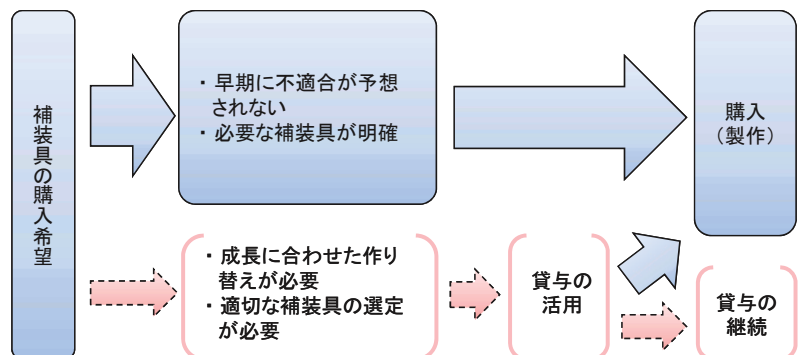 補装具の購入希望
・早期に不適合が予想
されない
・必要な補装具が明確
購入
（製作）
・成長に合わせた作り
替えが必要
・適切な補装具の選定
が必要
貸与の
活用
貸与の
継続